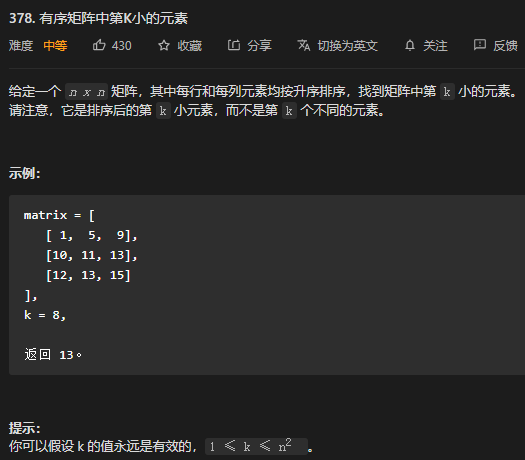 378. 有序矩阵中第K小的元素
难度 中等 430 收藏 分享 切换为英文 关注 反馈
给定一个 n x n 矩阵，其中每行和每列元素均按升序排序，找到矩阵中第 k 小的元素。
请注意，它是排序后的第 k 小元素，而不是第 k 个不同的元素。
示例：
matrix = [
[ 1,  5,  9],
[10, 11, 13],
[12, 13, 15]
],
k = 8,
返回 13。
提示：
你可以假设 k 的值永远是有效的，1 ≤ k ≤ n² 。